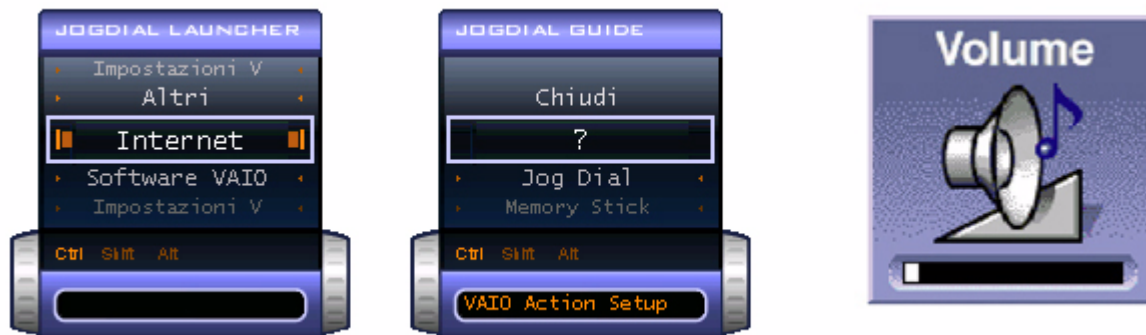 JOGDIAL LAUNCHER
Impostazioni V
Altri
Internet
Software VAIO
Impostazioni V
Ctrl Shift Alt
JOGDIAL GUIDE
Chiudi
?
Jog Dial
Memory Stick
Ctrl Shift Alt
VAIO Action Setup
Volume